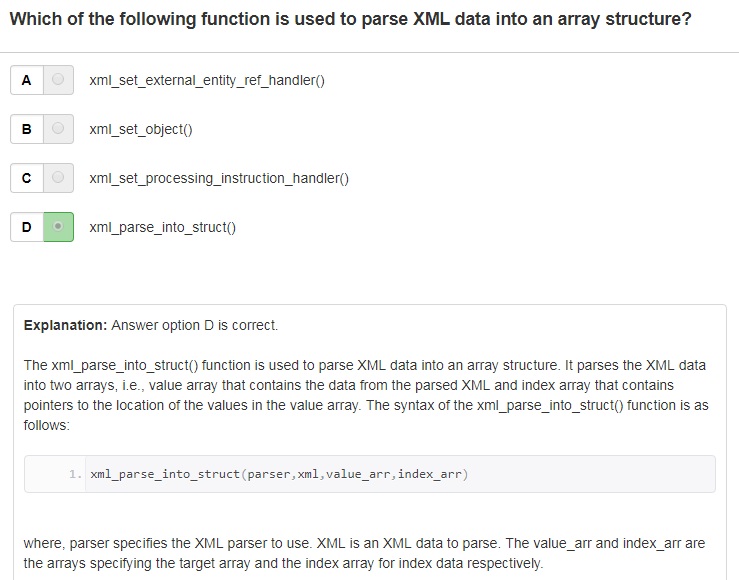 Which of the following function is used to parse XML data into an array structure?
A xml_set_external_entity_ref_handler()
B xml_set_object()
C xml_set_processing_instruction_handler()
D xml_parse_into_struct()
Explanation: Answer option D is correct.
The xml_parse_into_struct() function is used to parse XML data into an array structure. It parses the XML data
into two arrays, i.e., value array that contains the data from the parsed XML and index array that contains
pointers to the location of the values in the value array. The syntax of the xml_parse_into_struct() function is as
follows:
1. xml_parse_into_struct(parser,xml,value_arr,index_arr)
where, parser specifies the XML parser to use. XML is an XML data to parse. The value_arr and index_arr are
the arrays specifying the target array and the index array for index data respectively.